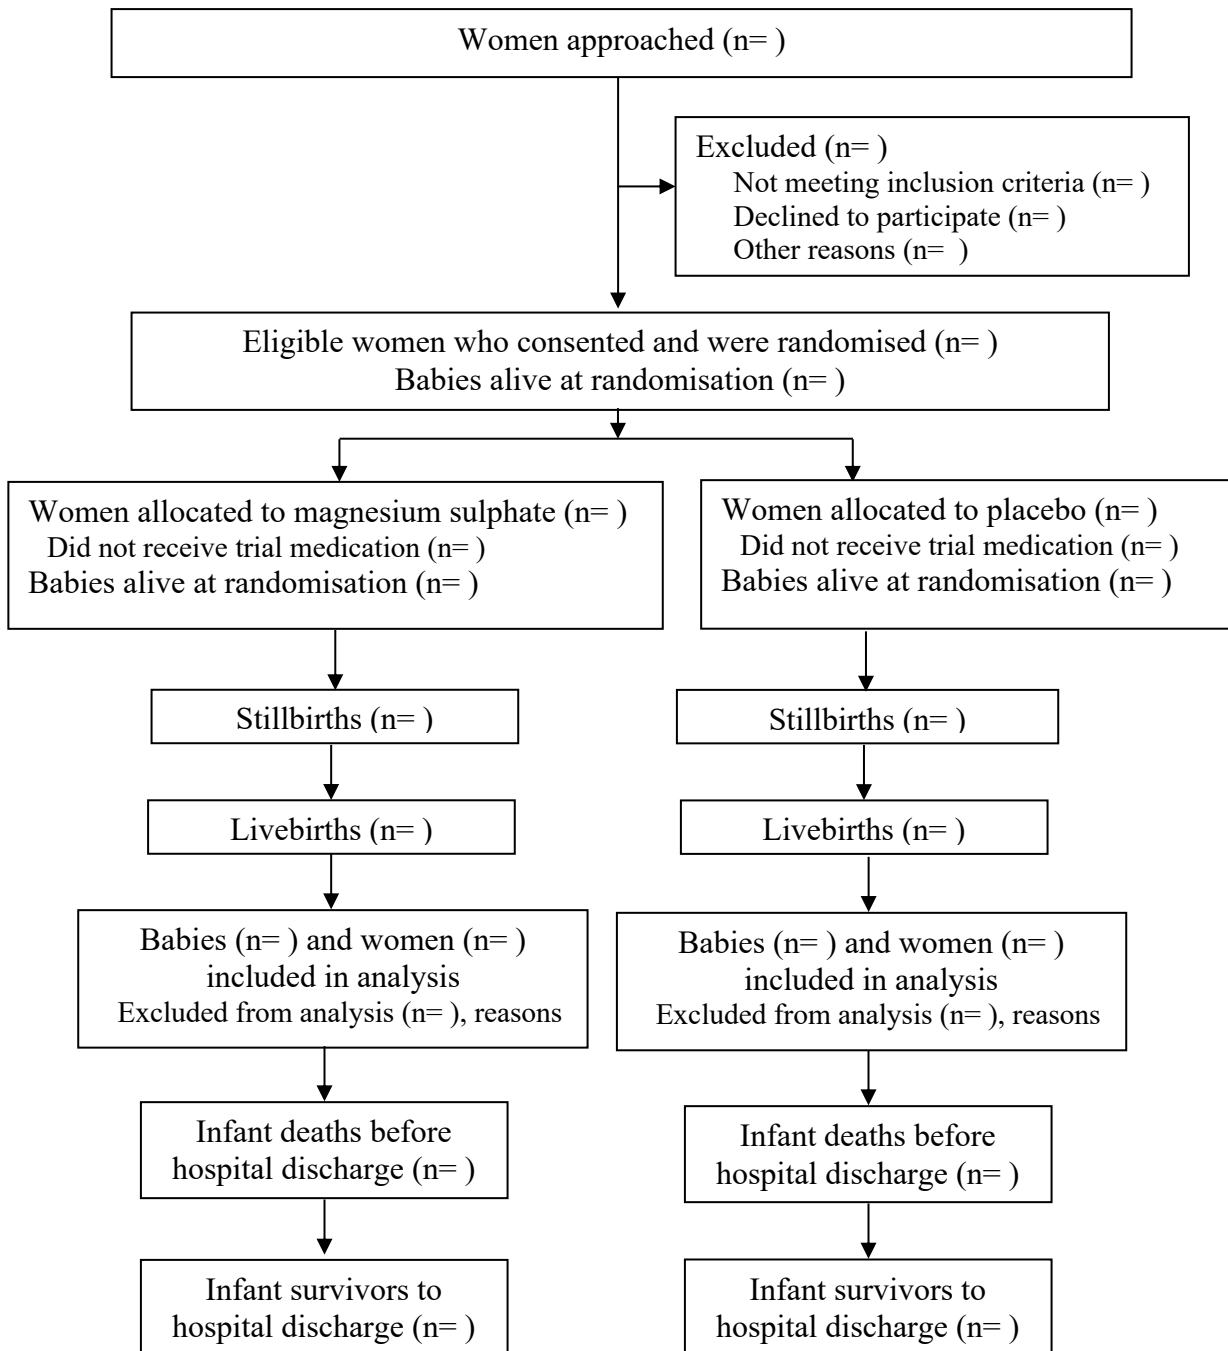 Women approached (n= )
Excluded (n= )
Not meeting inclusion criteria (n= )
Declined to participate (n= )
Other reasons (n=  )
Eligible women who consented and were randomised (n= )
Babies alive at randomisation (n= )
Women allocated to magnesium sulphate (n= )
Did not receive trial medication (n= )
Babies alive at randomisation (n= )
Women allocated to placebo (n= )
Did not receive trial medication (n= )
Babies alive at randomisation (n= )
Stillbirths (n= )
Stillbirths (n= )
Livebirths (n= )
Livebirths (n= )
Babies (n= ) and women (n= )
included in analysis
Excluded from analysis (n= ), reasons
Babies (n= ) and women (n= )
included in analysis
Excluded from analysis (n= ), reasons
Infant deaths before
hospital discharge (n= )
Infant deaths before
hospital discharge (n= )
Infant survivors to
hospital discharge (n= )
Infant survivors to
hospital discharge (n= )